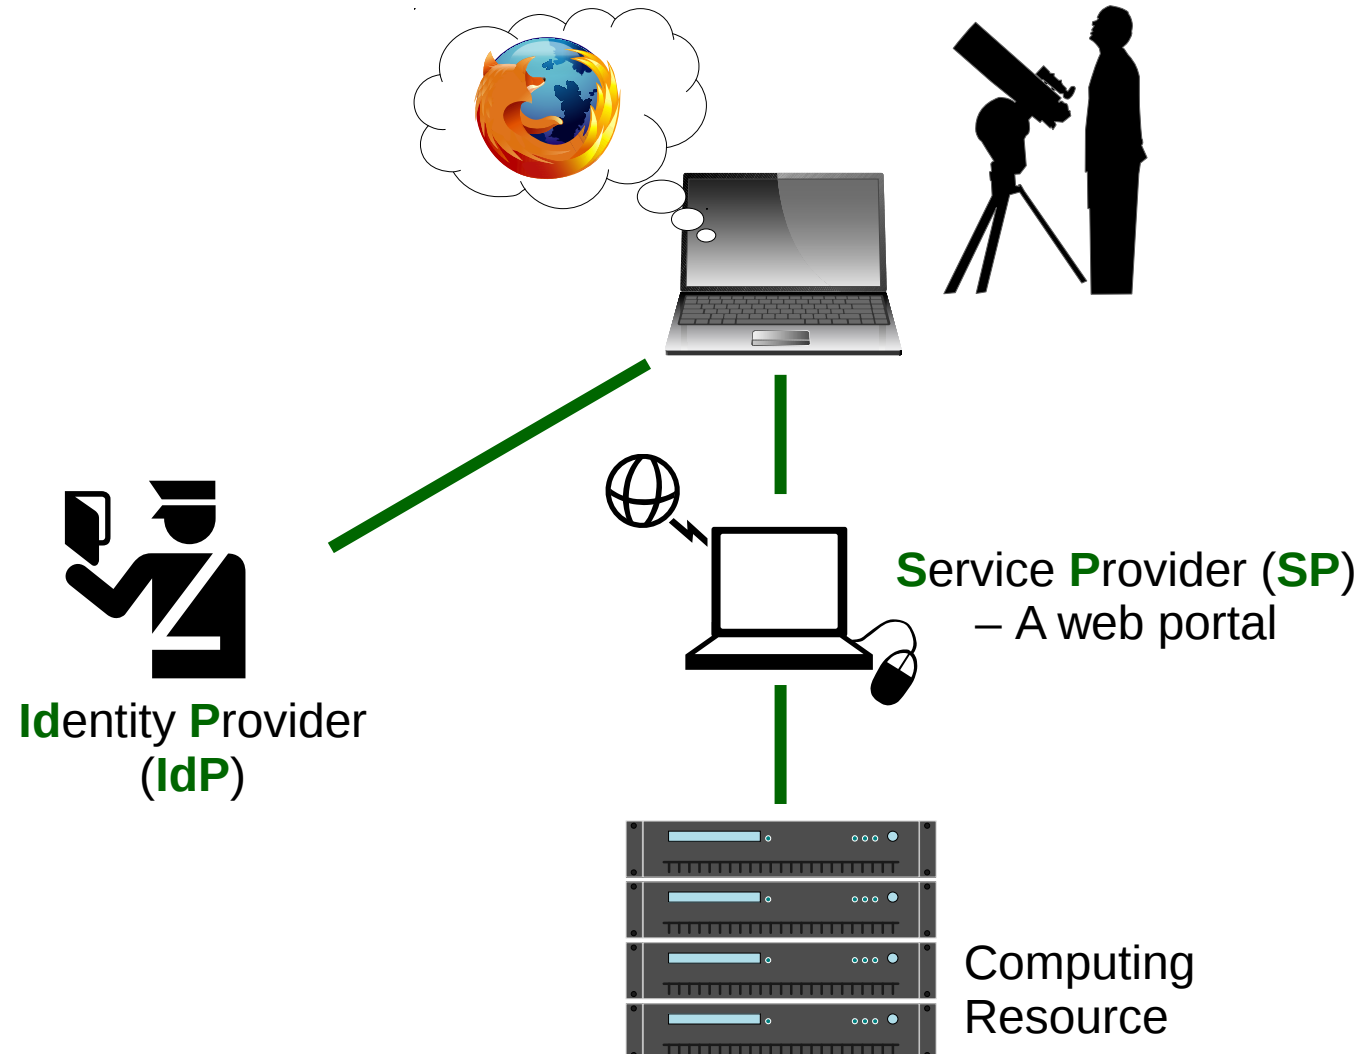 Service Provider (SP)
– A web portal
Identity Provider
(IdP)
Computing
Resource